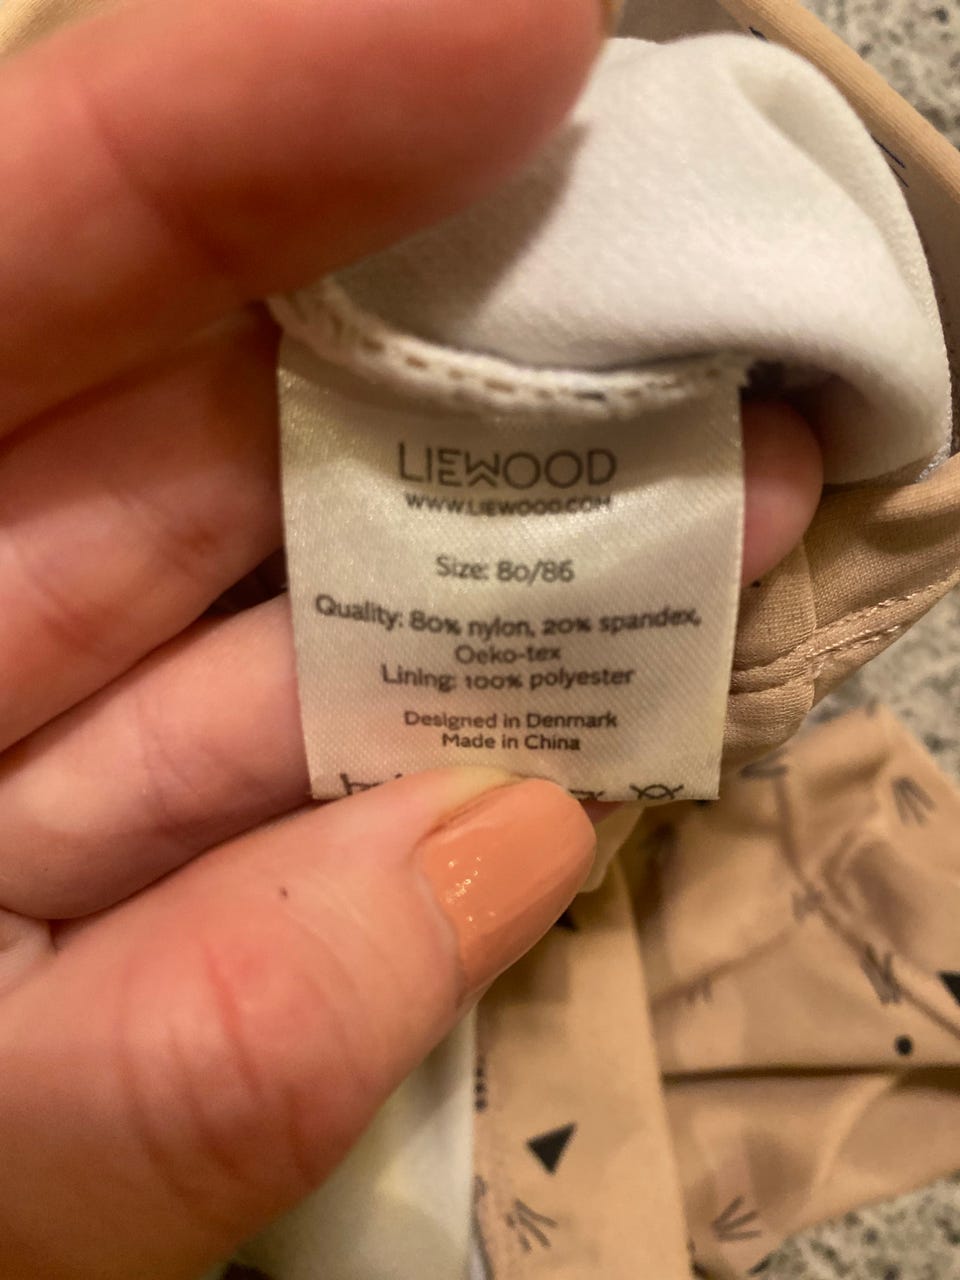 LIEWOOD
WWW.LIEWOOD.COM
Size: 80/86
Quality: 80% nylon, 20% spandex,
Oeko-tex
Lining: 100% polyester
Designed in Denmark
Made in China